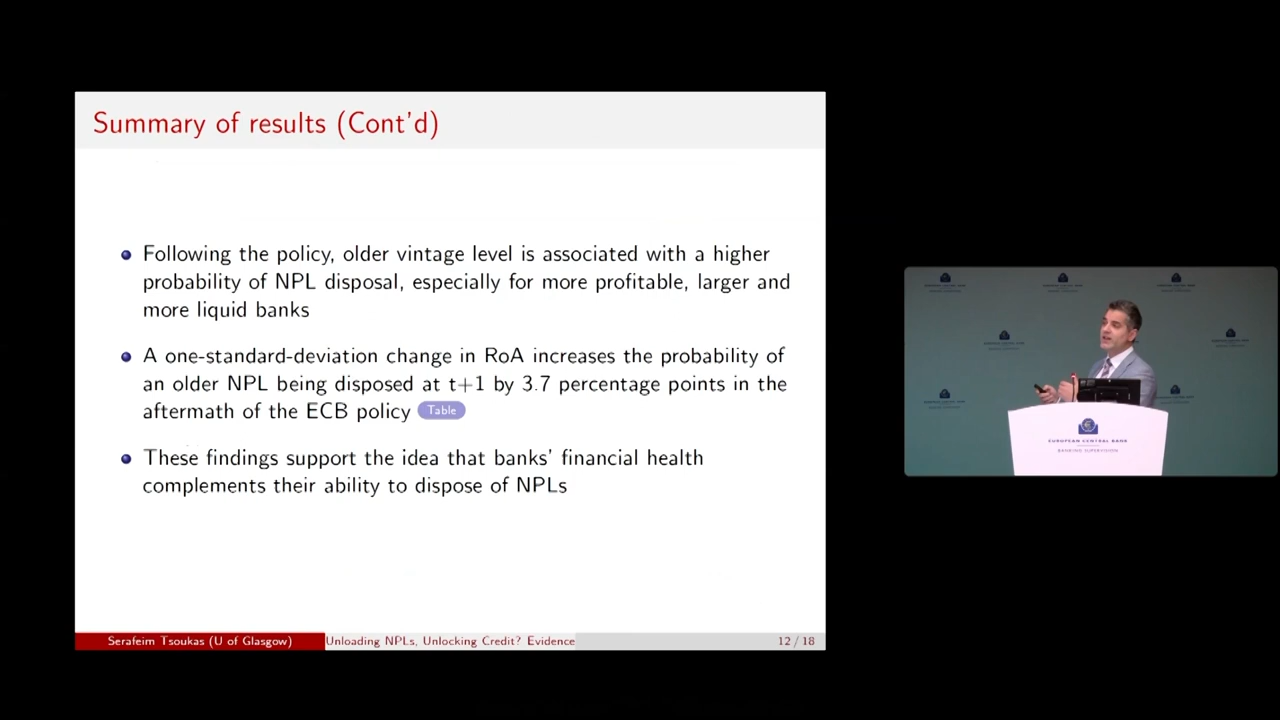 Summary of results (Cont'd)
Following the policy, older vintage level is associated with a higher
probability of NPL disposal, especially for more profitable, larger and
more liquid banks
A one-standard-deviation change in RoA increases the probability of
an older NPL being disposed at t+1 by 3.7 percentage points in the
aftermath of the ECB policy Table
These findings support the idea that banks' financial health
complements their ability to dispose of NPLs
Serafeim Tsoukas (U of Glasgow) Unloading NPLs, Unlocking Credit? Evidence 12 / 18
EUROPEAN CENTRAL BANK
BANKING SUPERVISION